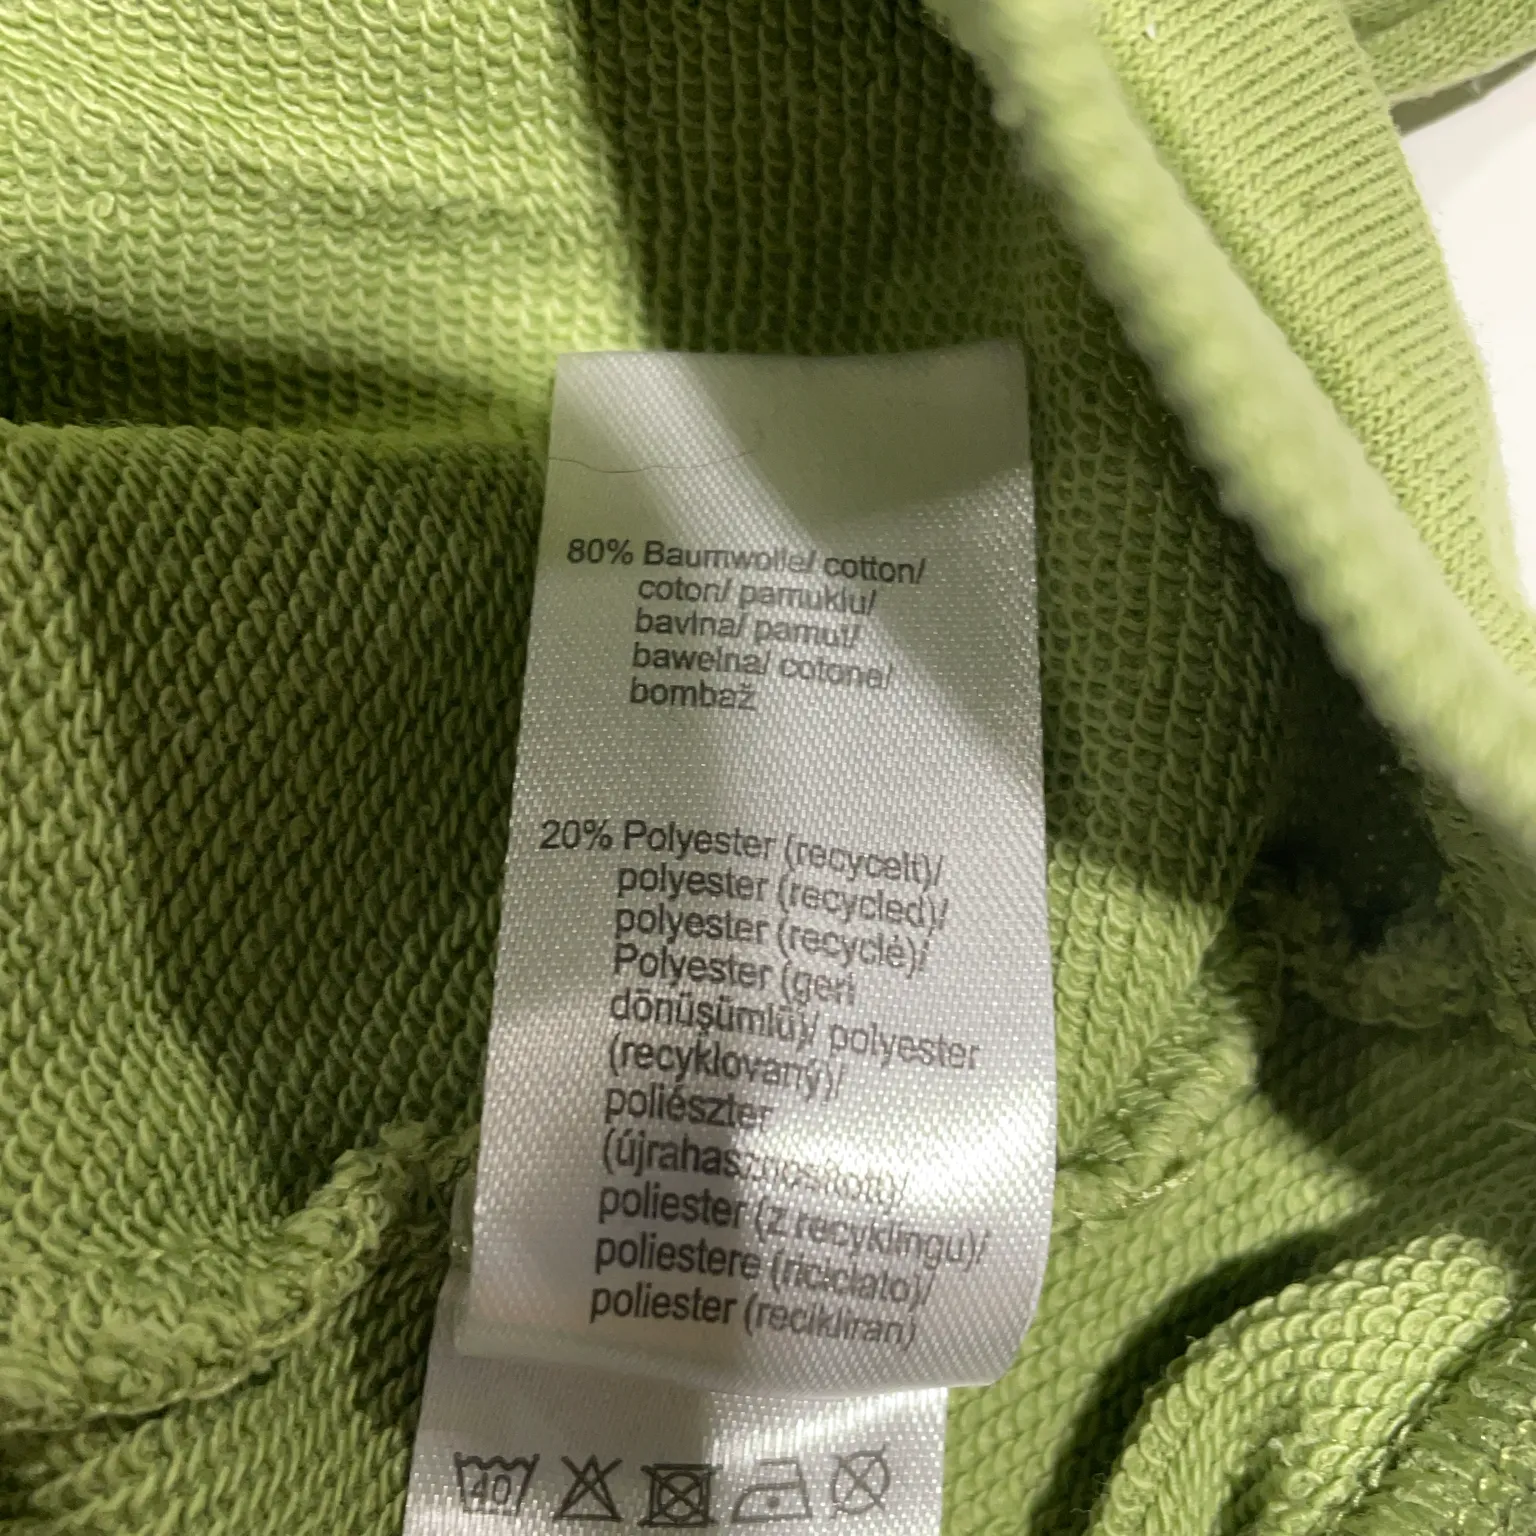 80% Baumwolle/ cotton/
coton/ pamuklu/
bavlna/ pamut/
bawełna/ cotone/
bombaž
20% Polyester (recycelt)/
polyester (recycled)/
polyester (recyclé)/
Polyester (geri
dönüşümlü)/ polyester
(recyklovaný)/
poliészter
(újrahasznosított)/
poliester (z recyklingu)/
poliestere (riciclato)/
poliester (recikliran)
40